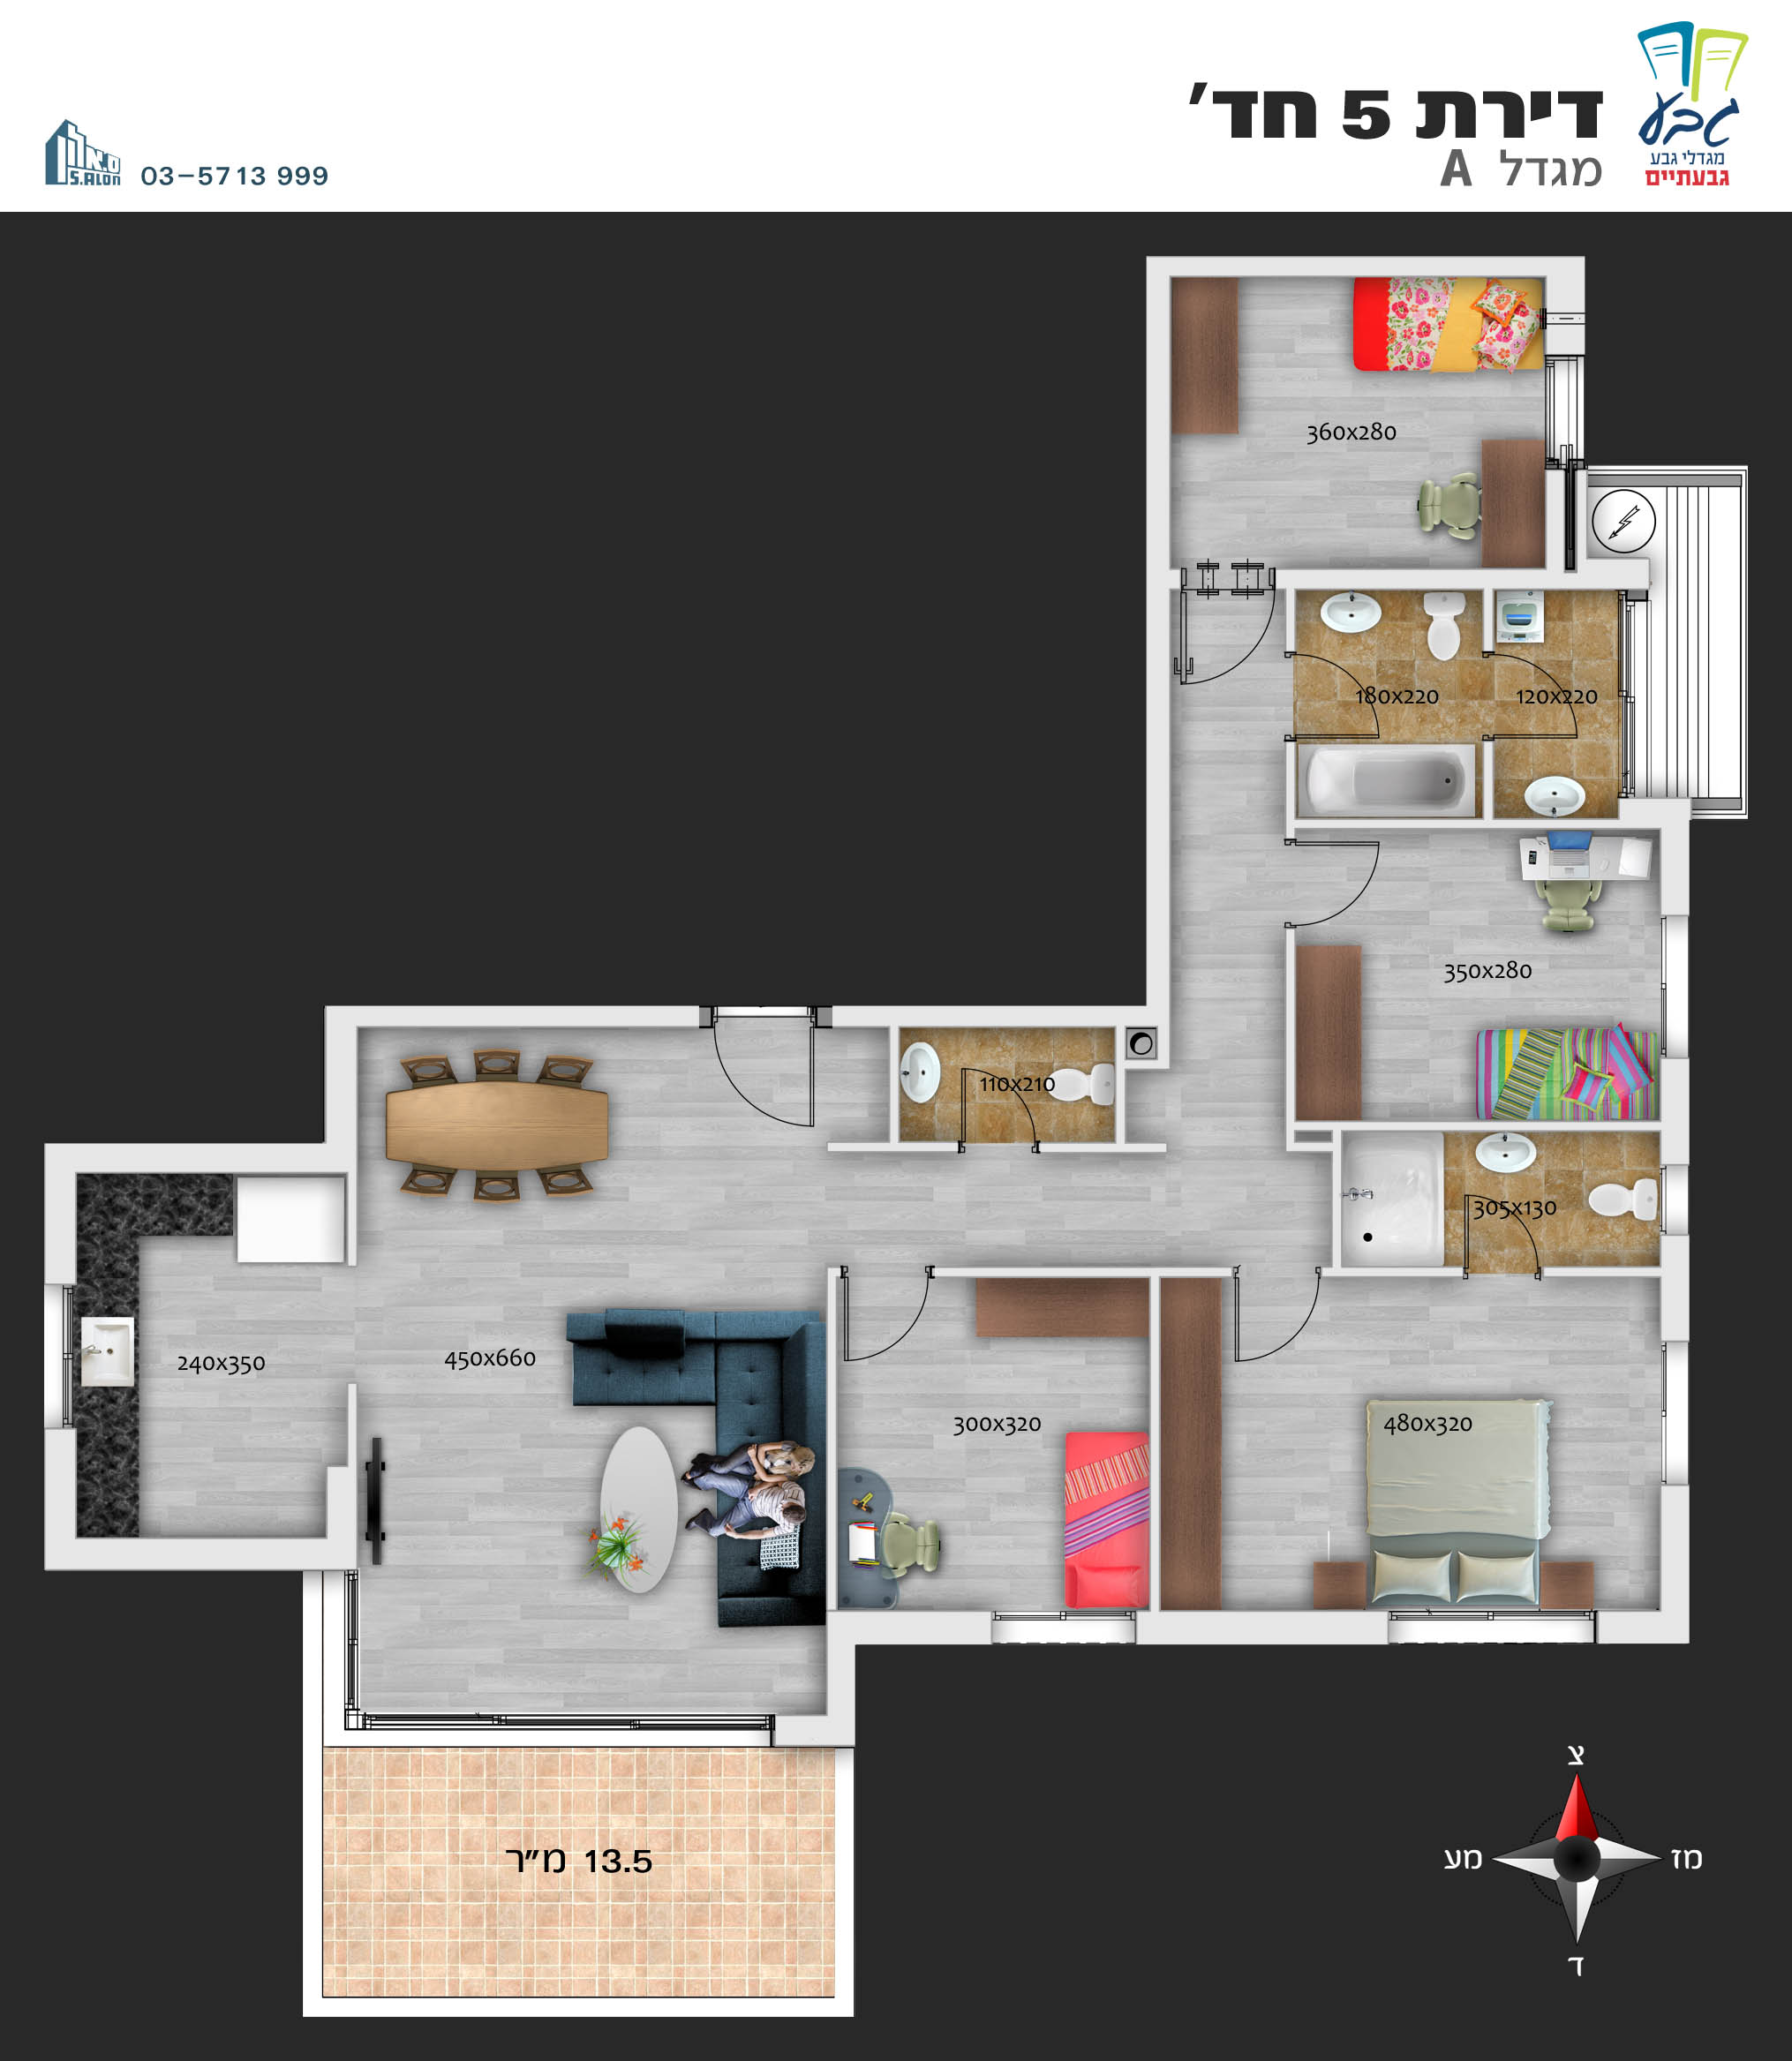 דירת 5 חד'
מגדל A
גבע
מגדלי גבע
גבעתיים
ס.אלון
S.ALON
03-5713 999
360x280
180x220
120x220
350x280
110x210
305x130
240x350
450x660
300x320
480x320
13.5 מ"ר
צ
מע
מז
ד